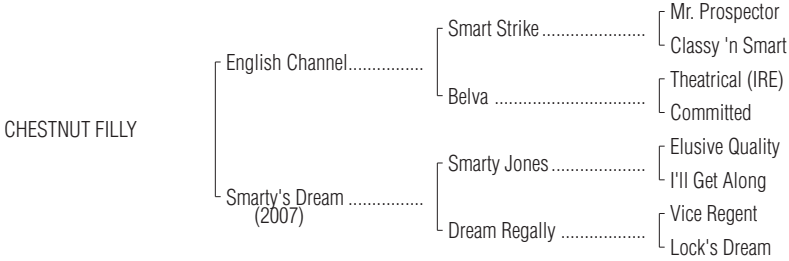 Mr. Prospector
Smart Strike ......................
Classy 'n Smart
English Channel................
Theatrical (IRE)
Belva ................................
Committed
CHESTNUT FILLY
Elusive Quality
Smarty Jones....................
I'll Get Along
Smarty's Dream ................
(2007)
Vice Regent
Dream Regally ..................
Lock's Dream